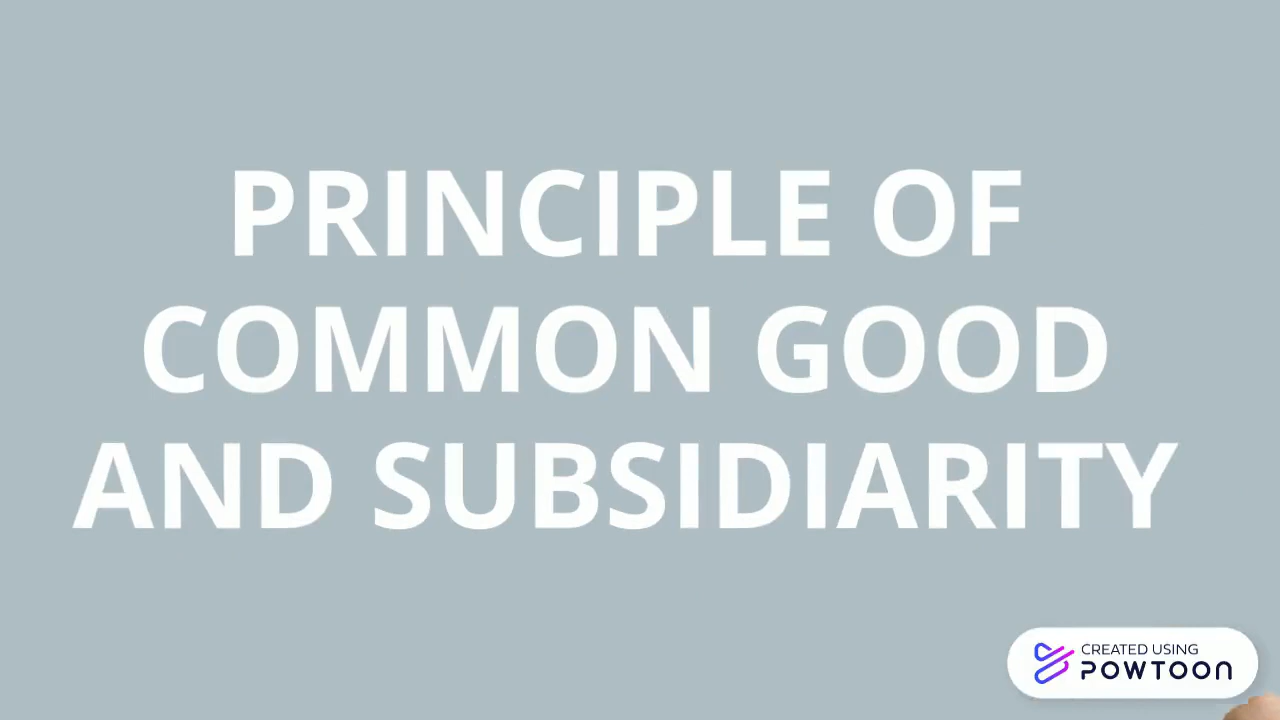 PRINCIPLE OF
COMMON GOOD
AND SUBSIDIARITY
CREATED USING
POWTOON